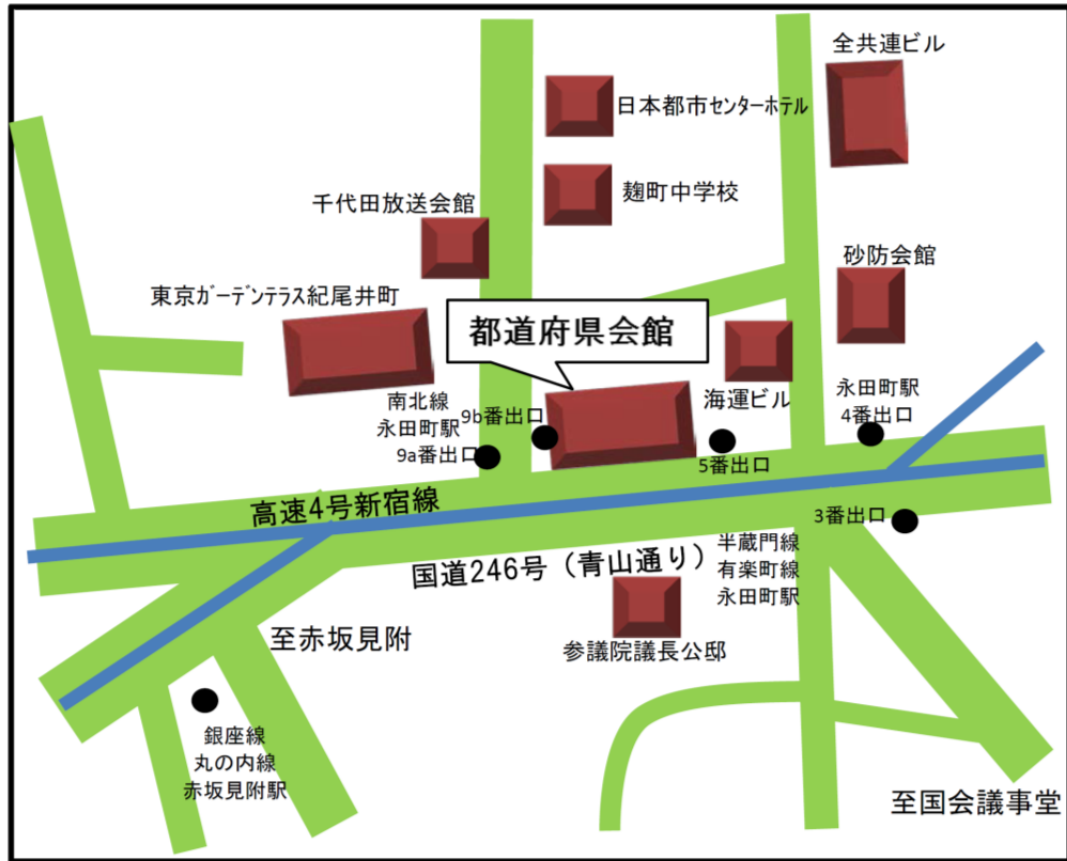 全共連ビル
日本都市センターホテル
麹町中学校
千代田放送会館
砂防会館
東京ｶﾞｰﾃﾞﾝﾃﾗｽ紀尾井町
都道府県会館
海運ビル
南北線
永田町駅
9a番出口
9b番出口
永田町駅
4番出口
5番出口
高速4号新宿線
3番出口
国道246号（青山通り）
半蔵門線
有楽町線
永田町駅
参議院議長公邸
至赤坂見附
銀座線
丸の内線
赤坂見附駅
至国会議事堂